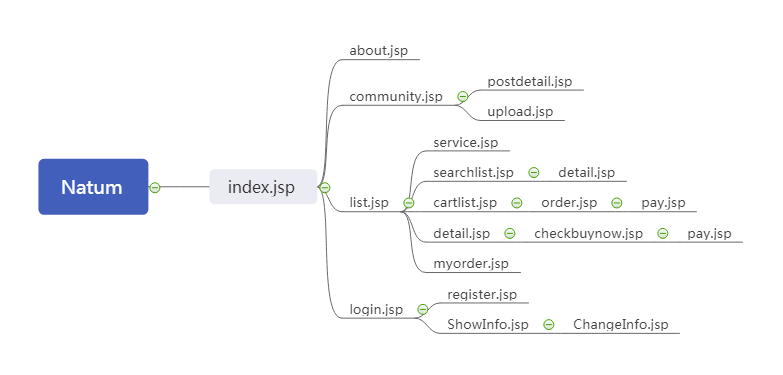 Natum
index.jsp
about.jsp
community.jsp
postdetail.jsp
upload.jsp
list.jsp
service.jsp
searchlist.jsp
detail.jsp
cartlist.jsp
order.jsp
pay.jsp
detail.jsp
checkbuynow.jsp
pay.jsp
myorder.jsp
login.jsp
register.jsp
ShowInfo.jsp
ChangeInfo.jsp